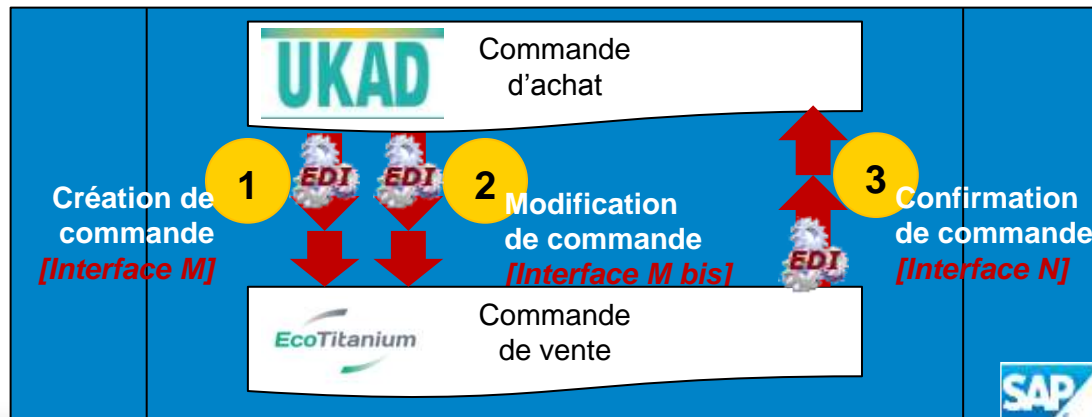 UKAD
Commande
d'achat
1
EDI
EDI
2
3
Création de
commande
[Interface M]
Modification
de commande
[Interface M bis]
Confirmation
de commande
[Interface N]
EDI
EcoTitanium
Commande
de vente
SAP